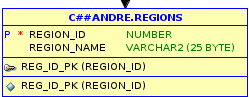 C##ANDRE.REGIONS
P * REGION_ID NUMBER
REGION_NAME VARCHAR2 (25 BYTE)
REG_ID_PK (REGION_ID)
REG_ID_PK (REGION_ID)